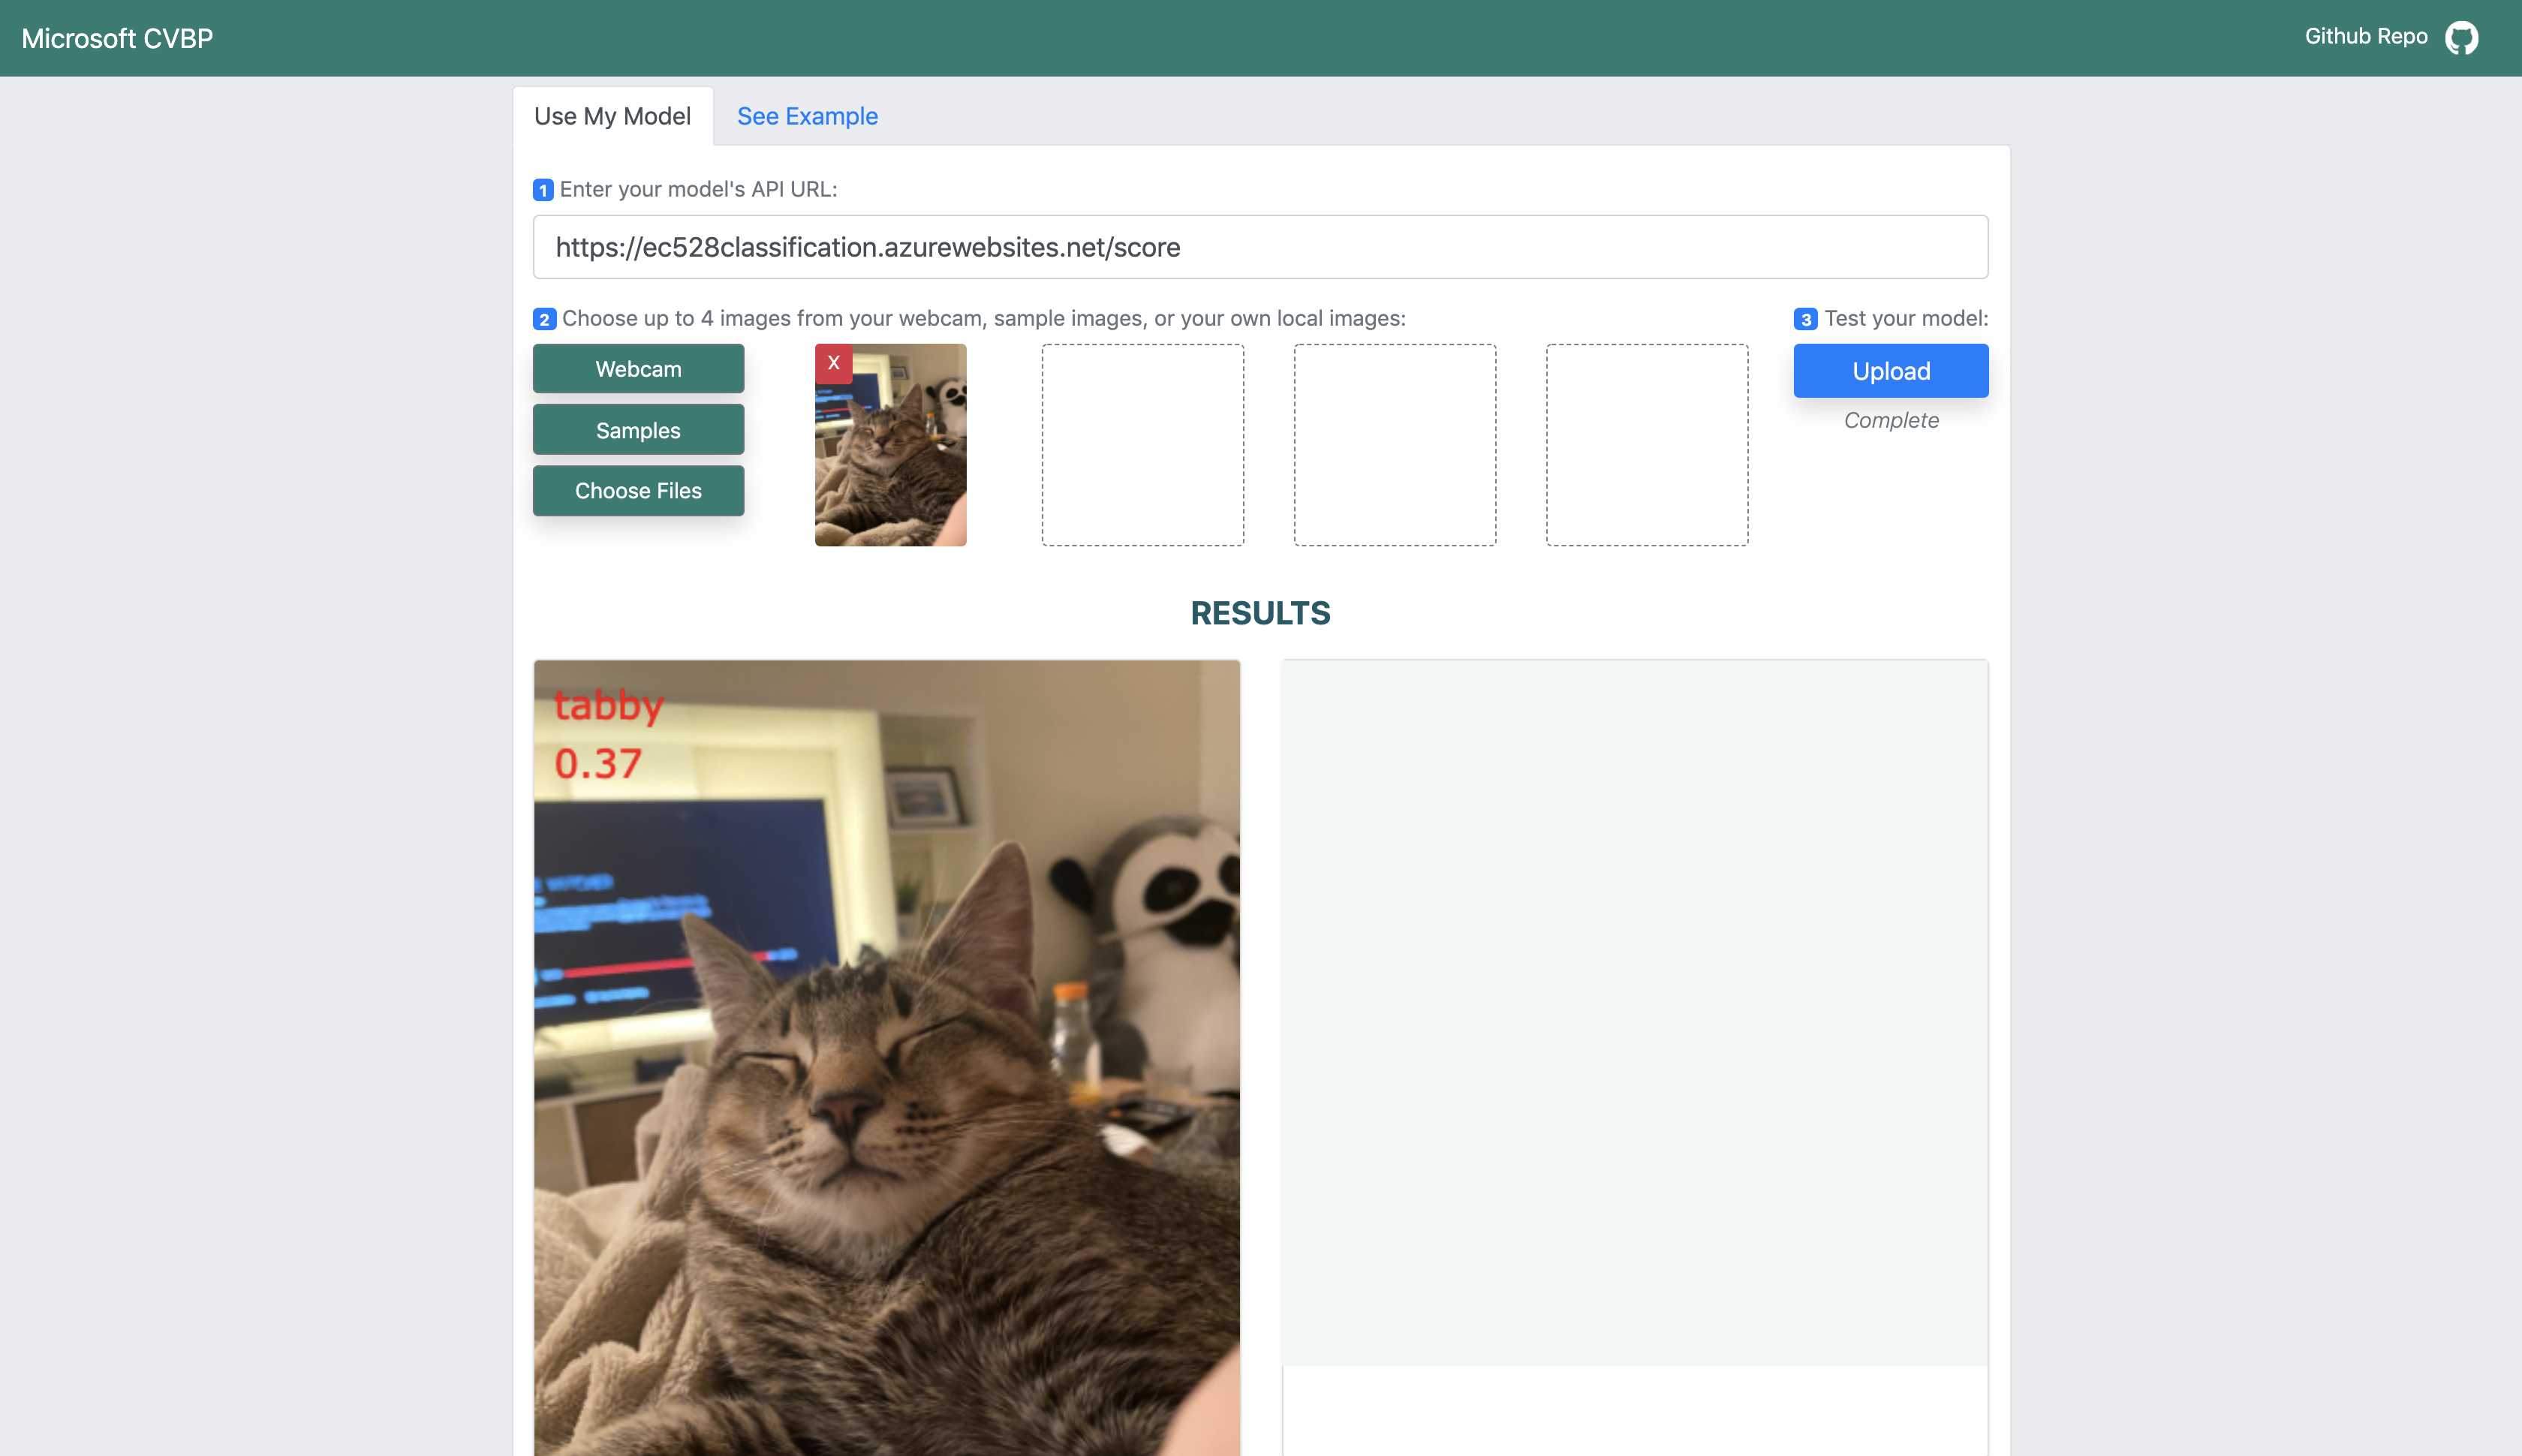 Microsoft CVBP
Github Repo
Use My Model
See Example
1 Enter your model's API URL:
https://ec528classification.azurewebsites.net/score
2 Choose up to 4 images from your webcam, sample images, or your own local images:
3 Test your model:
Webcam
X
Upload
Samples
Complete
Choose Files
RESULTS
tabby
0.37